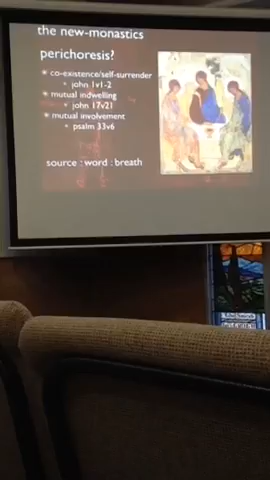 the new-monastics
perichoresis?
* co-existence/self-surrender
* john 1v1-2
* mutual indwelling
* john 17v21
* mutual involvement
* psalm 33v6
source : word : breath